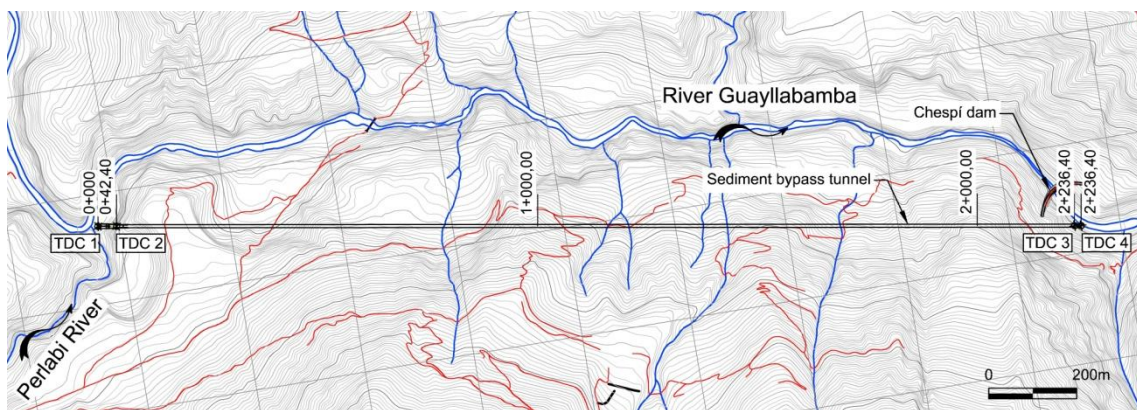 River Guayllabamba
Chespí dam
Sediment bypass tunnel
0+000
0+42,40
1+000,00
2+000,00
2+236,40
2+236,40
TDC 1
TDC 2
TDC 3
TDC 4
Perlabi River
0
200m